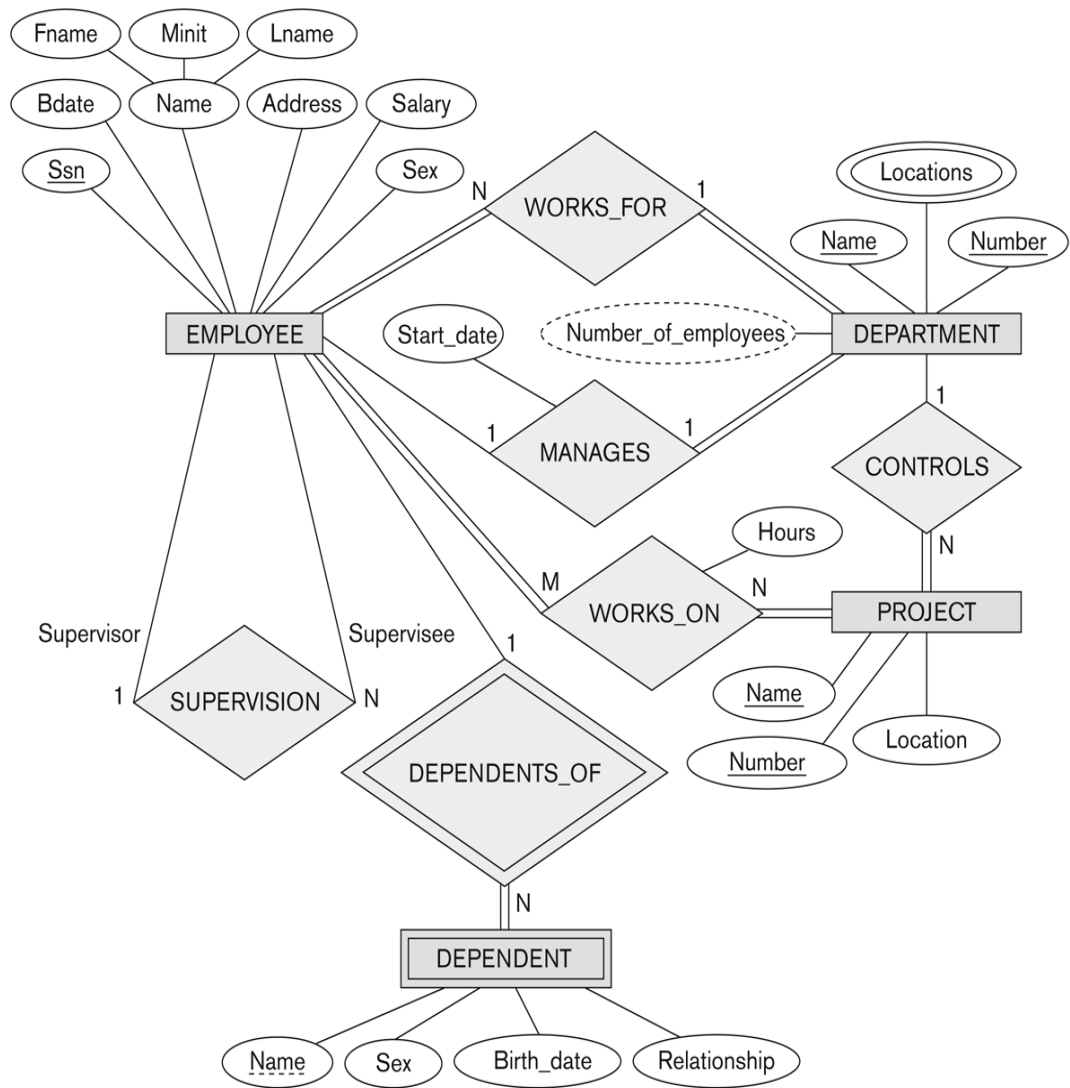 Fname
Minit
Lname
Bdate
Name
Address
Salary
Ssn
Sex
N
WORKS_FOR
1
Locations
Name
Number
EMPLOYEE
Start_date
Number_of_employees
DEPARTMENT
1
MANAGES
1
1
CONTROLS
N
Hours
M
WORKS_ON
N
PROJECT
Supervisor
Supervisee
1
1
SUPERVISION
N
Name
Number
Location
DEPENDENTS_OF
N
DEPENDENT
Name
Sex
Birth_date
Relationship